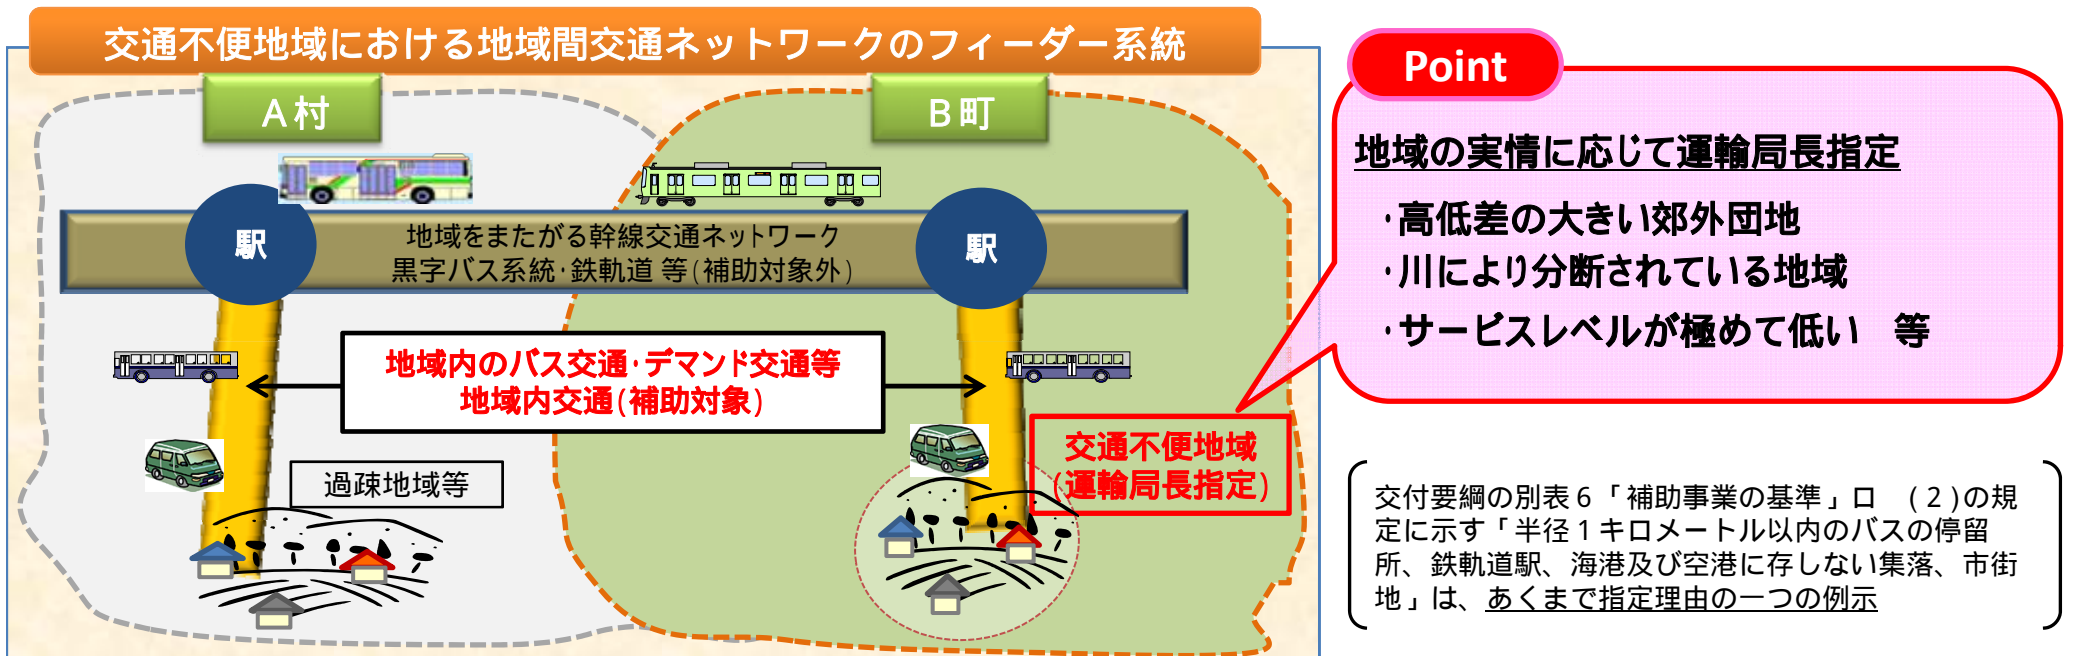 交通不便地域における地域間交通ネットワークのフィーダー系統
A村
B町
駅
地域をまたがる幹線交通ネットワーク
黒字バス系統・鉄軌道 等(補助対象外)
駅
地域内のバス交通・デマンド交通等
地域内交通(補助対象)
過疎地域等
交通不便地域
(運輸局長指定)
Point
地域の実情に応じて運輸局長指定
・高低差の大きい郊外団地
・川により分断されている地域
・サービスレベルが極めて低い 等
交付要綱の別表6「補助事業の基準」ロ (2)の規
定に示す「半径1キロメートル以内のバスの停留
所、鉄軌道駅、海港及び空港に存しない集落、市街
地」は、あくまで指定理由の一つの例示